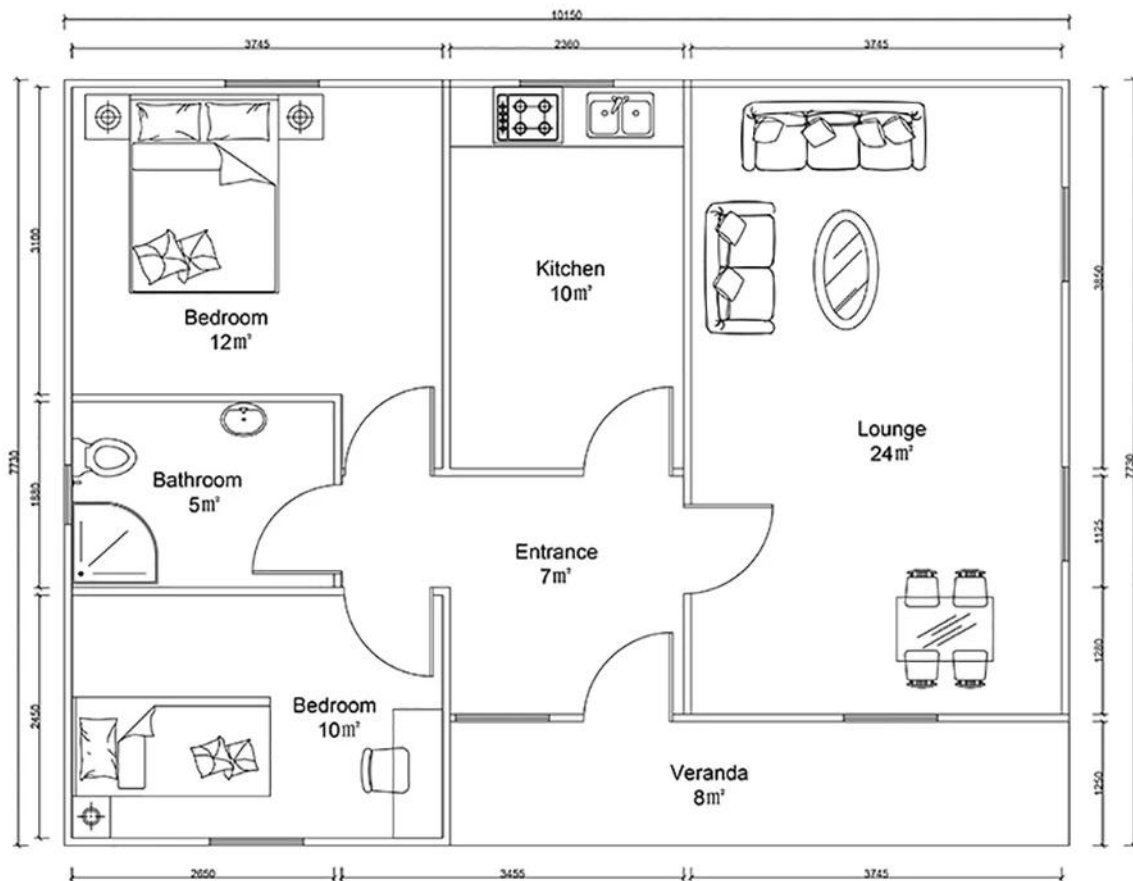 10150
3745
2360
3745
3100
1880
2450
7730
Bedroom
12m²
Kitchen
10m²
Lounge
24m²
Bathroom
5m²
Entrance
7m²
Bedroom
10m²
Veranda
8m²
3850
1125
1280
1250
7730
2650
3455
3745